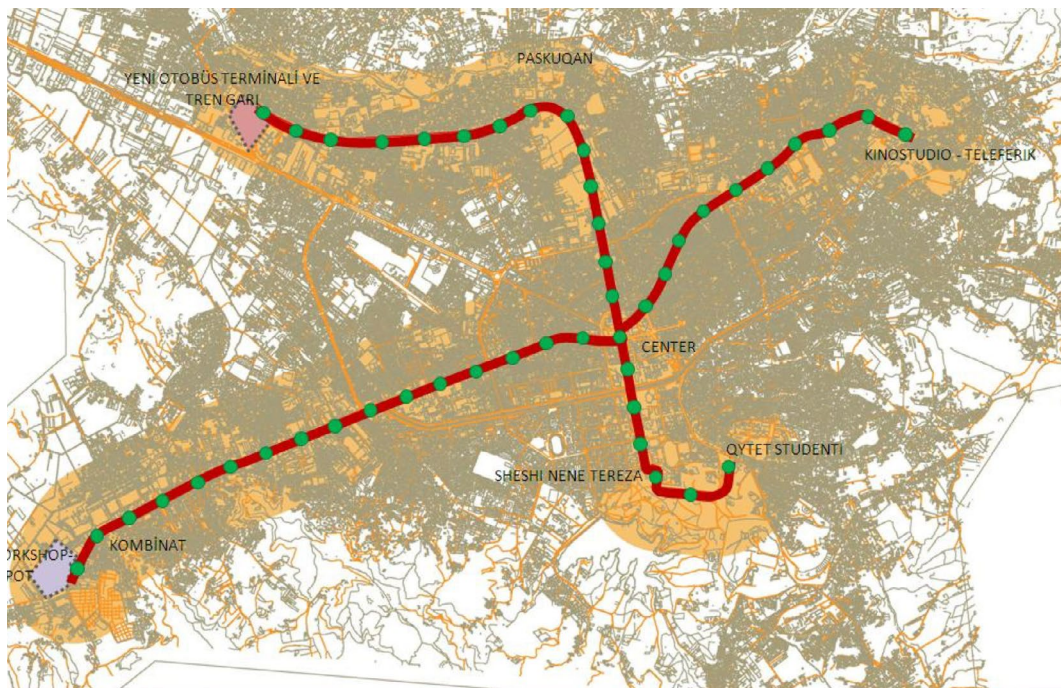 PASKUQAN
YENİ OTOBÜS TERMİNALİ VE
TREN GARI
KINOSTUDIO - TELEFERIK
CENTER
QYTET STUDENTI
SHESHI NENE TEREZA
KOMBİNAT
ORKSHOP-
POT